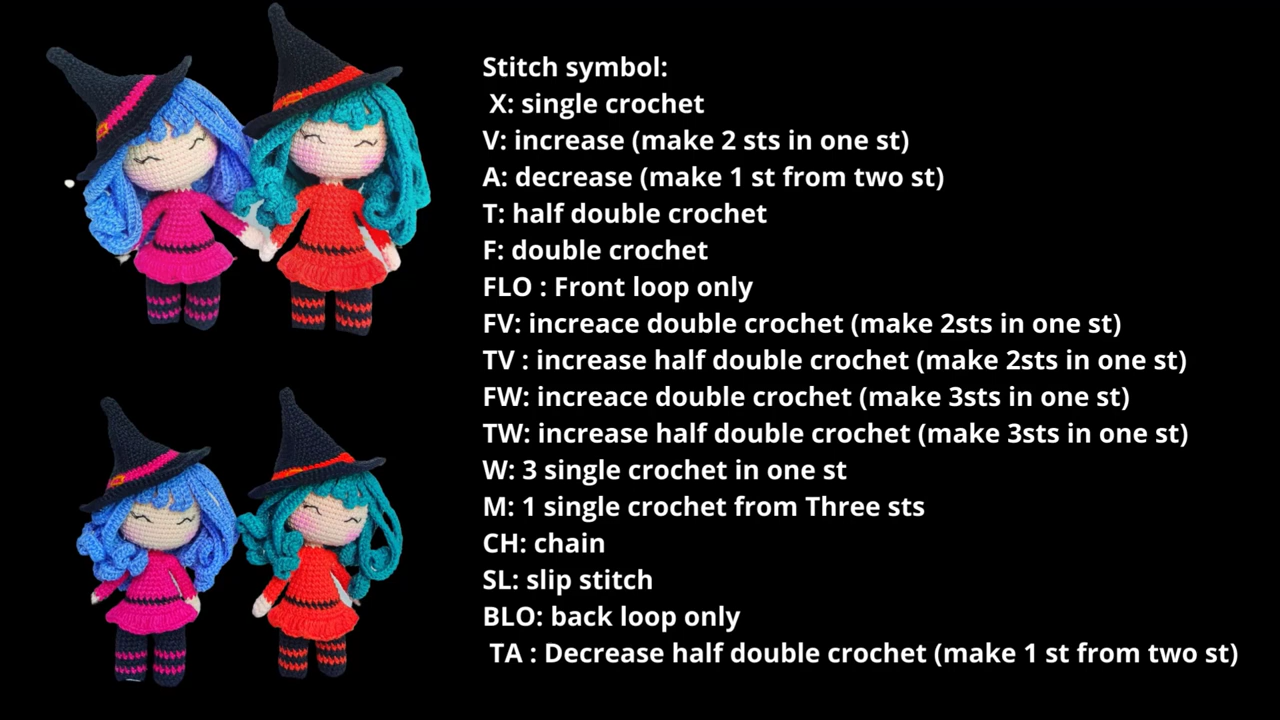 Stitch symbol:
X: single crochet
V: increase (make 2 sts in one st)
A: decrease (make 1 st from two st)
T: half double crochet
F: double crochet
FLO : Front loop only
FV: increace double crochet (make 2sts in one st)
TV : increase half double crochet (make 2sts in one st)
FW: increace double crochet (make 3sts in one st)
TW: increase half double crochet (make 3sts in one st)
W: 3 single crochet in one st
M: 1 single crochet from Three sts
CH: chain
SL: slip stitch
BLO: back loop only
TA : Decrease half double crochet (make 1 st from two st)